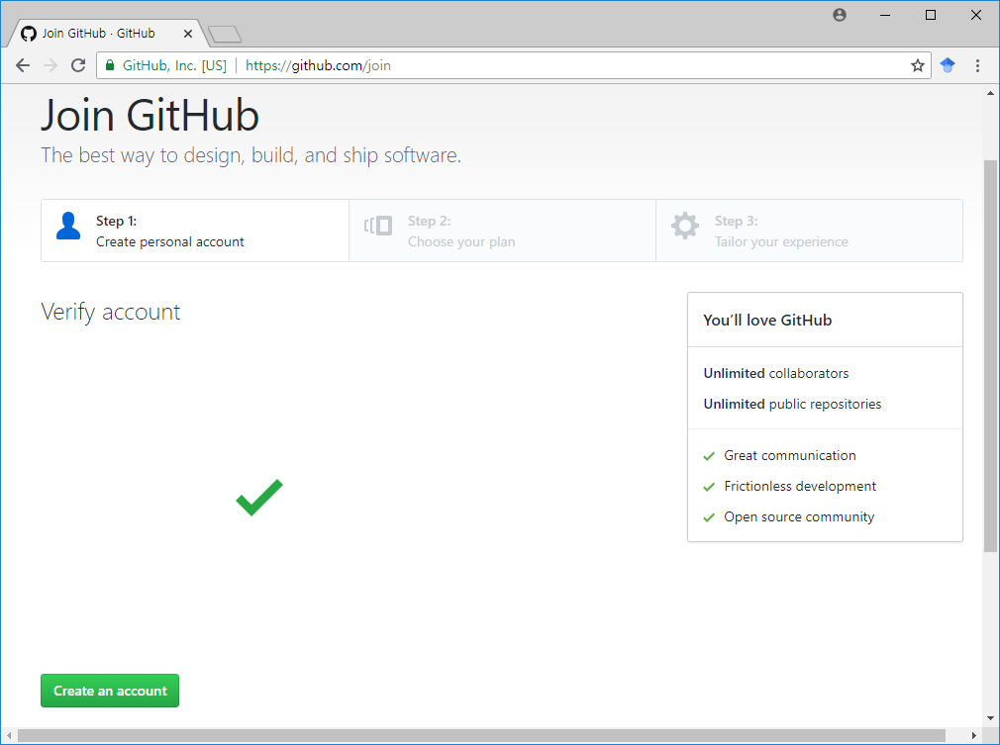 Join GitHub · GitHub
GitHub, Inc. [US] | https://github.com/join
Join GitHub
The best way to design, build, and ship software.
Step 1:
Create personal account
Step 2:
Choose your plan
Step 3:
Tailor your experience
Verify account
You’ll love GitHub
Unlimited collaborators
Unlimited public repositories
Great communication
Frictionless development
Open source community
Create an account